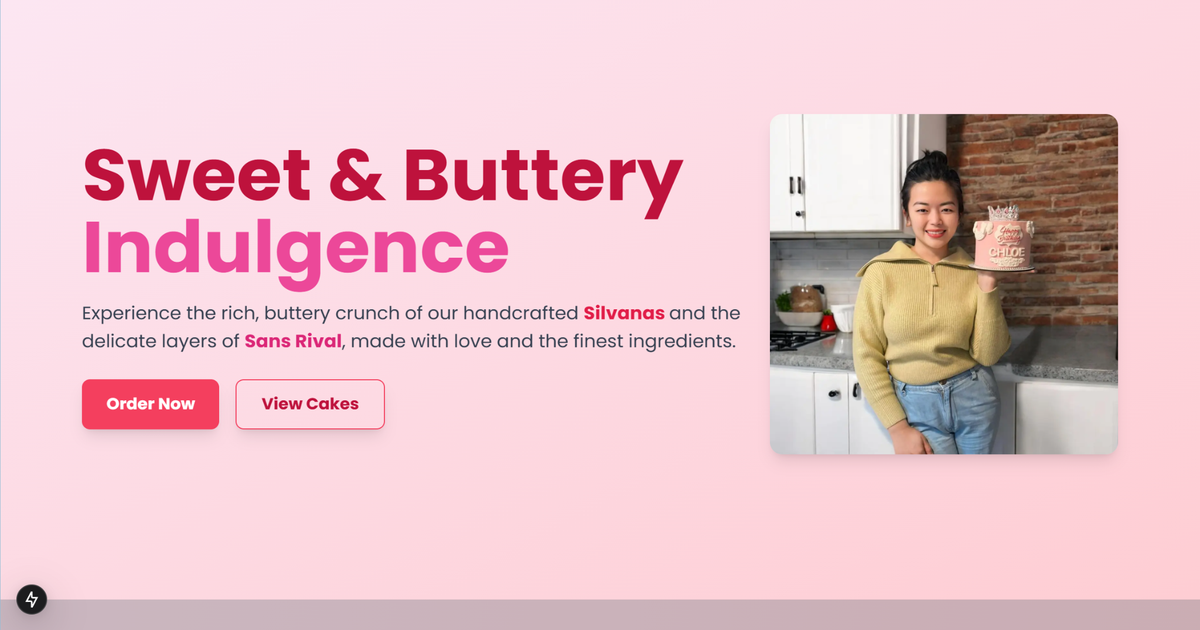 Sweet & Buttery
Indulgence
Experience the rich, buttery crunch of our handcrafted Silvanas and the
delicate layers of Sans Rival, made with love and the finest ingredients.
Order Now
View Cakes
CHLOE